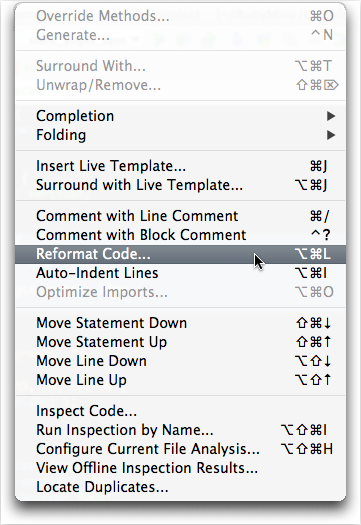 Override Methods... ⌘O
Generate... ^N
Surround With... ⌥⌘T
Unwrap/Remove... ⇧⌘⌦
Completion ▶
Folding ▶
Insert Live Template... ⌘J
Surround with Live Template... ⌥⌘J
Comment with Line Comment ⌘/
Comment with Block Comment ^?
Reformat Code... ⌥⌘L
Auto-Indent Lines ⌥⌘I
Optimize Imports... ⌥⌘O
Move Statement Down ⇧⌘↓
Move Statement Up ⇧⌘↑
Move Line Down ⌥⇧↓
Move Line Up ⌥⇧↑
Inspect Code...
Run Inspection by Name... ⌥⇧⌘I
Configure Current File Analysis... ⌥⇧⌘H
View Offline Inspection Results...
Locate Duplicates...